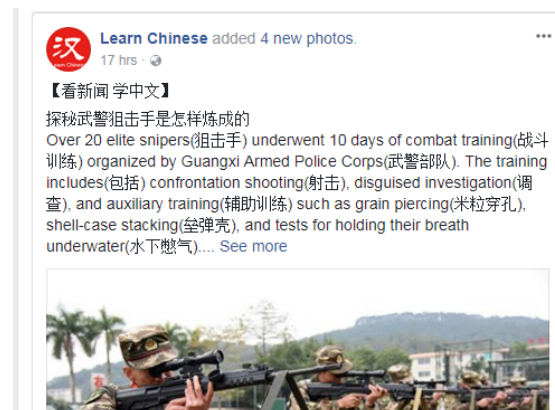 Learn Chinese added 4 new photos.
汉
earn Chines
17 hrs ·
【看新闻 学中文】
探秘武警狙击手是怎样炼成的
Over 20 elite snipers(狙击手) underwent 10 days of combat training(战斗
训练) organized by Guangxi Armed Police Corps(武警部队). The training
includes(包括) confrontation shooting(射击), disguised investigation(调
查), and auxiliary training(辅助训练) such as grain piercing(米粒穿孔),
shell-case stacking(垒弹壳), and tests for holding their breath
underwater(水下憋气).... See more